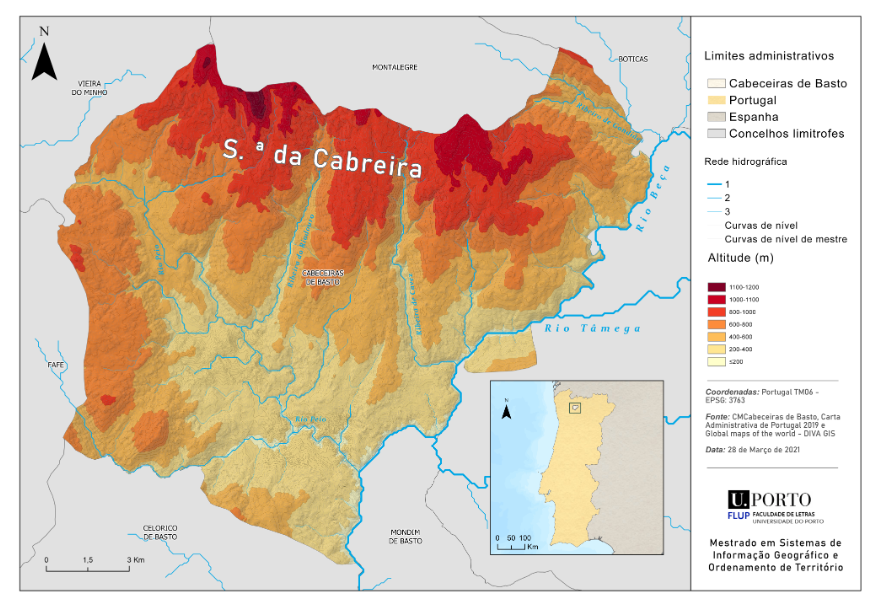 N
VIEIRA
DO MINHO
MONTALEGRE
BOTICAS
S. ª da Cabreira
Rio Beça
CABECEIRAS
DE BASTO
Rio Tâmega
FAFE
Rio Peio
CELORICO
DE BASTO
MONDIM
DE BASTO
0 1,5 3 Km
N
0 50 100
Km
Limites administrativos
Cabeceiras de Basto
Portugal
Espanha
Concelhos limitrofes
Rede hidrográfica
1
2
3
Curvas de nivel
Curvas de nivel de mestre
Altitude (m)
1100-1200
1000-1100
800-1000
600-800
400-600
200-400
≤200
Coordenadas: Portugal TM06 -
EPSG: 3763
Fonte: CMCabeceiras de Basto, Carta
Administrativa de Portugal 2019 e
Global maps of the world - DIVA GIS
Data: 28 de Março de 2021
U. PORTO
FLUP FACULDADE DE LETRAS
UNIVERSIDADE DO PORTO
Mestrado em Sistemas de
Informação Geográfico e
Ordenamento de Território